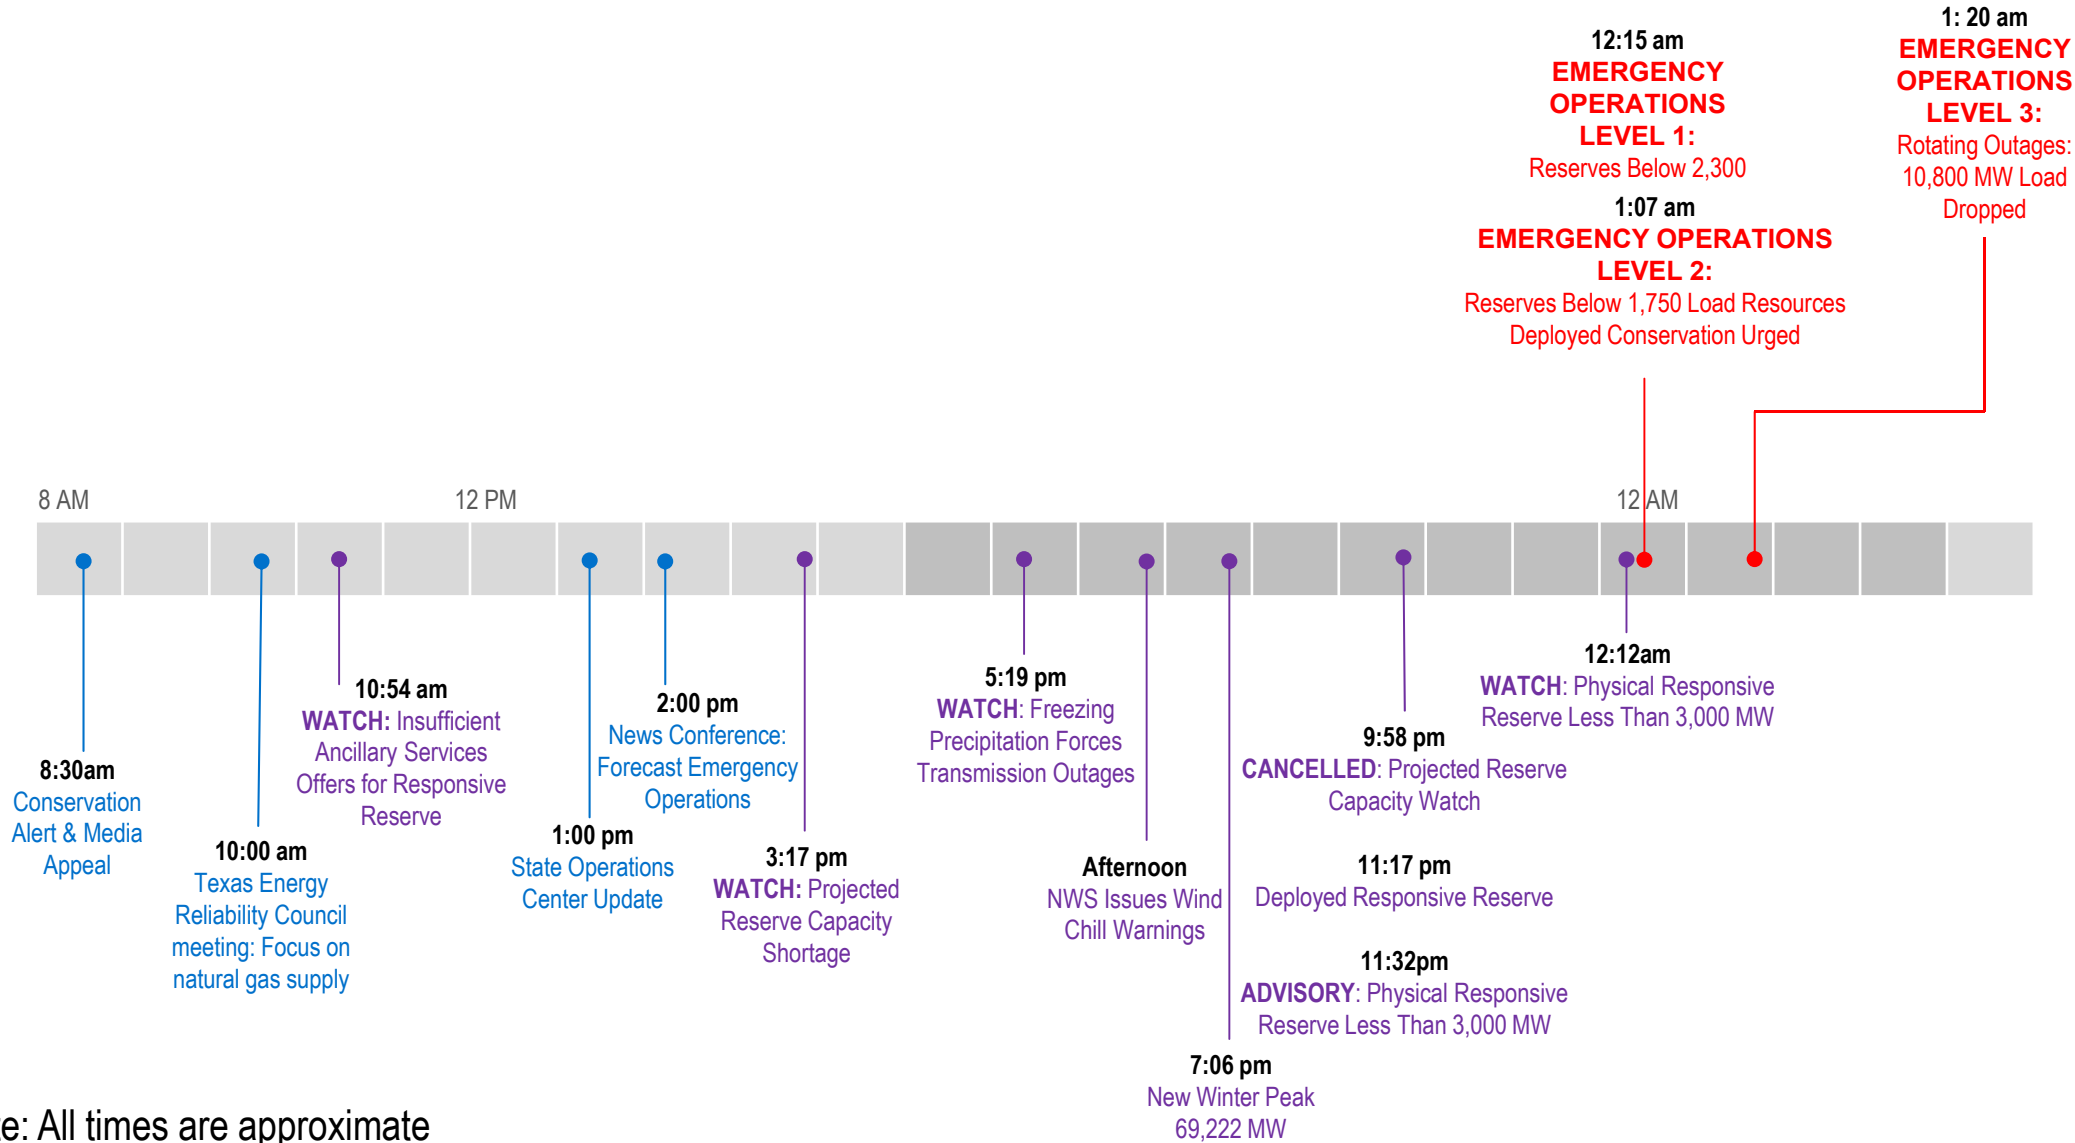 12:15 am
EMERGENCY
OPERATIONS
LEVEL 1:
Reserves Below 2,300
1:07 am
EMERGENCY OPERATIONS
LEVEL 2:
Reserves Below 1,750 Load Resources
Deployed Conservation Urged
1: 20 am
EMERGENCY
OPERATIONS
LEVEL 3:
Rotating Outages:
10,800 MW Load
Dropped
8 AM
12 PM
12 AM
8:30am
Conservation
Alert & Media
Appeal
10:00 am
Texas Energy
Reliability Council
meeting: Focus on
natural gas supply
10:54 am
WATCH: Insufficient
Ancillary Services
Offers for Responsive
Reserve
1:00 pm
State Operations
Center Update
2:00 pm
News Conference:
Forecast Emergency
Operations
3:17 pm
WATCH: Projected
Reserve Capacity
Shortage
5:19 pm
WATCH: Freezing
Precipitation Forces
Transmission Outages
Afternoon
NWS Issues Wind
Chill Warnings
7:06 pm
New Winter Peak
69,222 MW
9:58 pm
CANCELLED: Projected Reserve
Capacity Watch
11:17 pm
Deployed Responsive Reserve
11:32pm
ADVISORY: Physical Responsive
Reserve Less Than 3,000 MW
12:12am
WATCH: Physical Responsive
Reserve Less Than 3,000 MW
te: All times are approximate